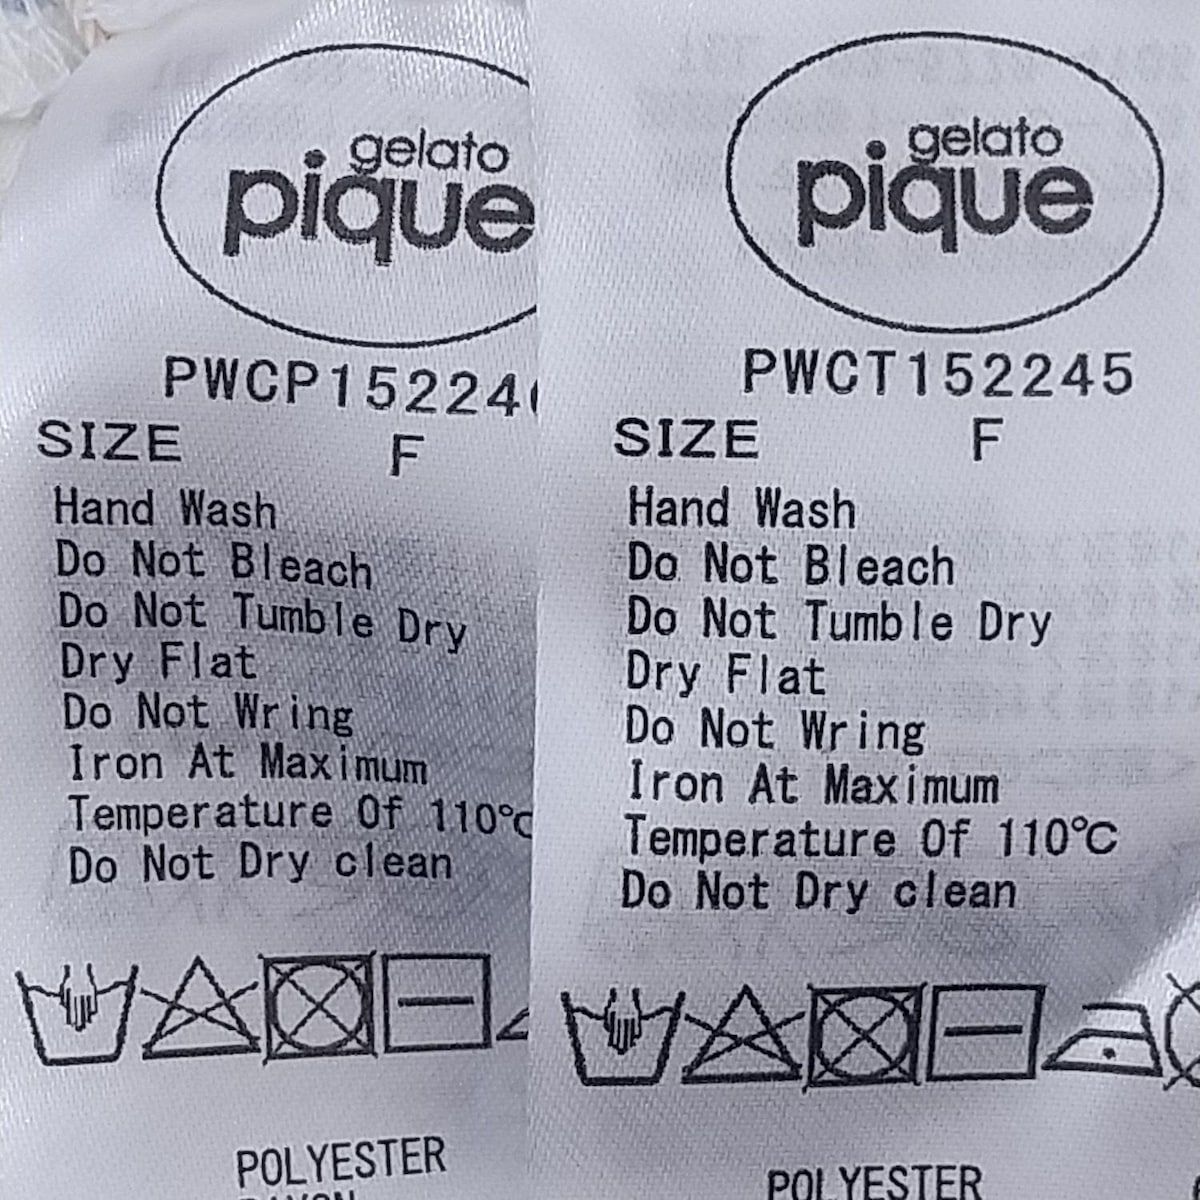 gelato
pique
PWCP15224
SIZE F
Hand Wash
Do Not Bleach
Do Not Tumble Dry
Dry Flat
Do Not Wring
Iron At Maximum
Temperature Of 110℃
Do Not Dry clean
POLYESTER
gelato
pique
PWCT152245
SIZE F
Hand Wash
Do Not Bleach
Do Not Tumble Dry
Dry Flat
Do Not Wring
Iron At Maximum
Temperature Of 110℃
Do Not Dry clean
POLYESTER